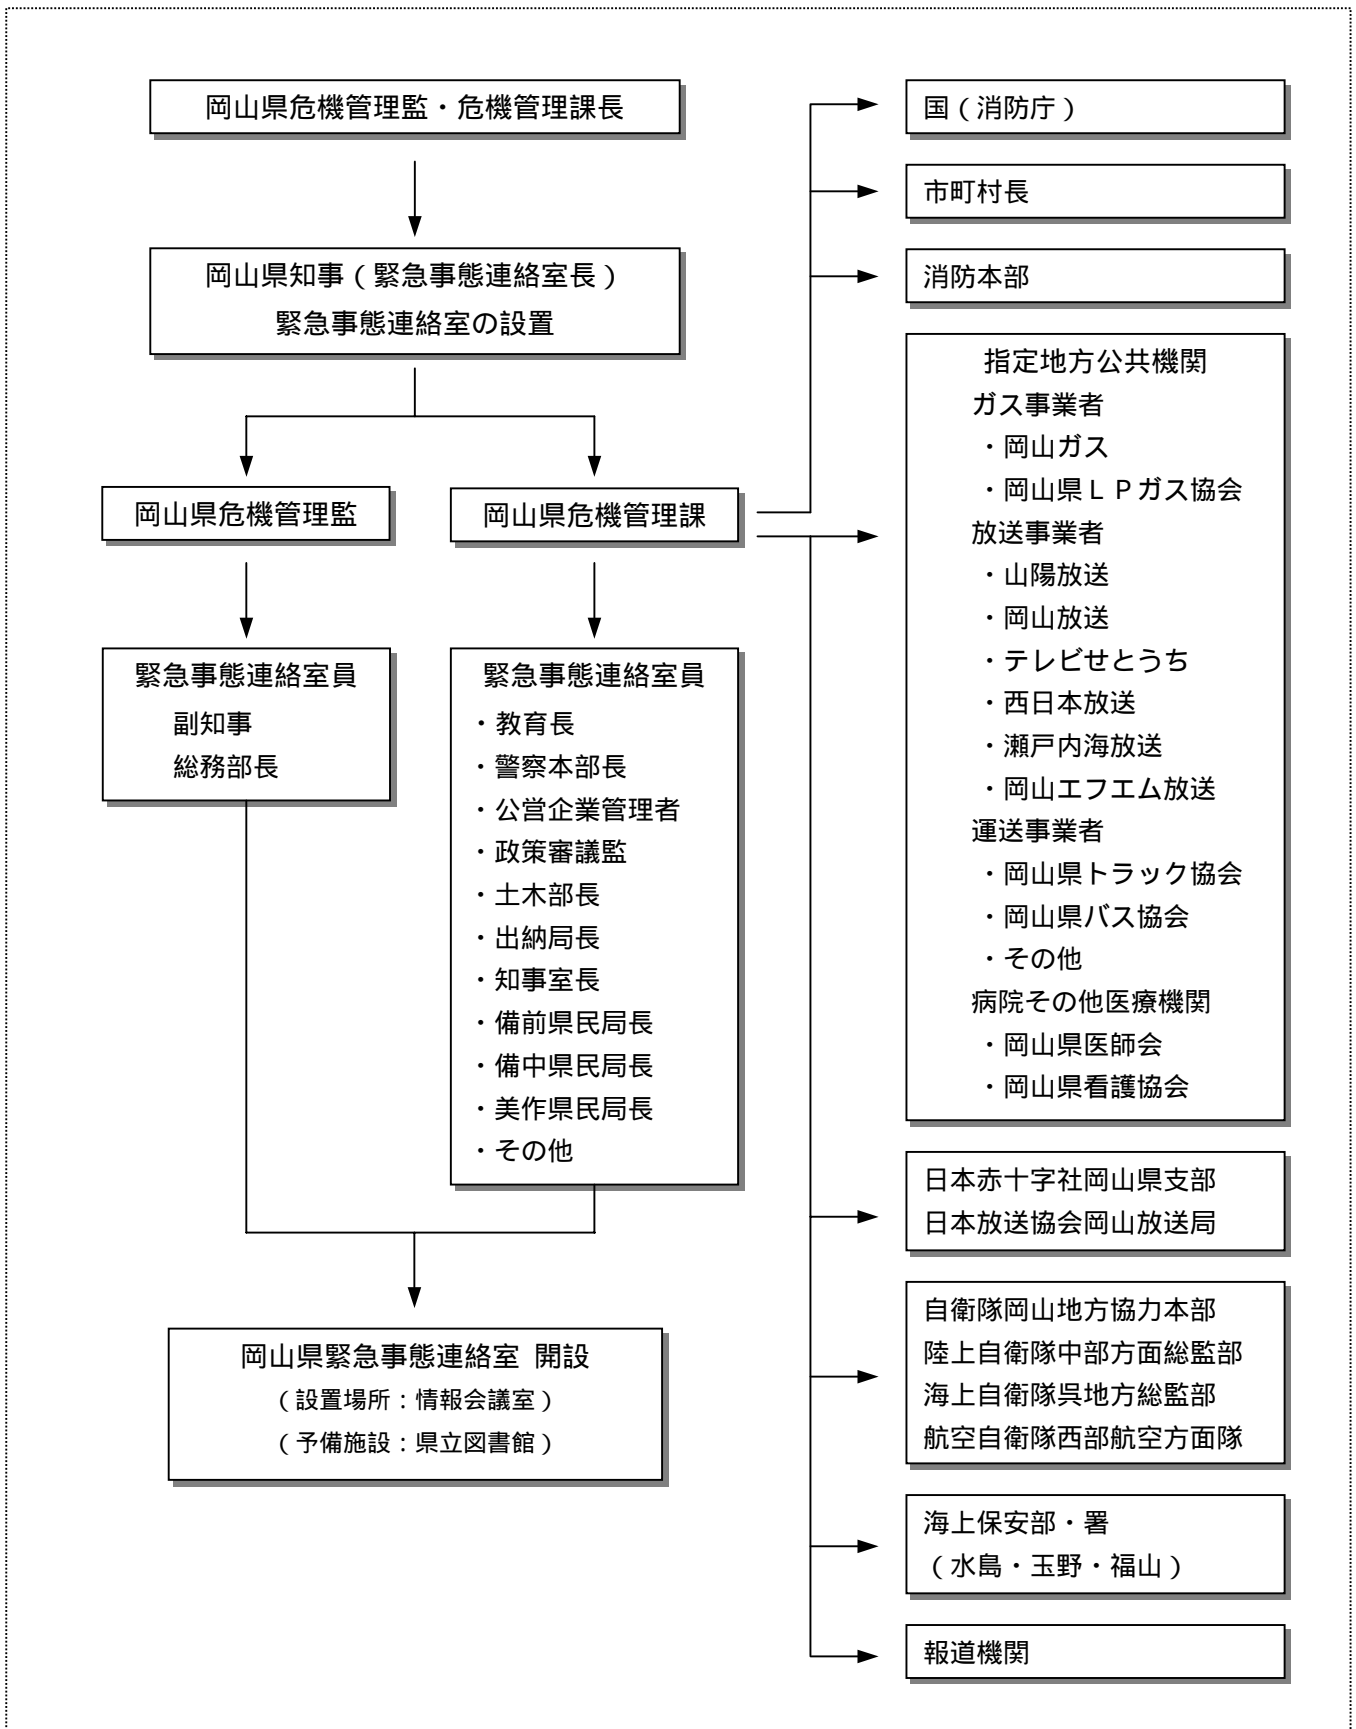 岡山県危機管理監・危機管理課長
岡山県知事（緊急事態連絡室長）
緊急事態連絡室の設置
岡山県危機管理監
岡山県危機管理課
緊急事態連絡室員
副知事
総務部長
緊急事態連絡室員
・教育長
・警察本部長
・公営企業管理者
・政策審議監
・土木部長
・出納局長
・知事室長
・備前県民局長
・備中県民局長
・美作県民局長
・その他
岡山県緊急事態連絡室 開設
（設置場所：情報会議室）
（予備施設：県立図書館）
国（消防庁）
市町村長
消防本部
指定地方公共機関
ガス事業者
・岡山ガス
・岡山県ＬＰガス協会
放送事業者
・山陽放送
・岡山放送
・テレビせとうち
・西日本放送
・瀬戸内海放送
・岡山エフエム放送
運送事業者
・岡山県トラック協会
・岡山県バス協会
・その他
病院その他医療機関
・岡山県医師会
・岡山県看護協会
日本赤十字社岡山県支部
日本放送協会岡山放送局
自衛隊岡山地方協力本部
陸上自衛隊中部方面総監部
海上自衛隊呉地方総監部
航空自衛隊西部航空方面隊
海上保安部・署
（水島・玉野・福山）
報道機関